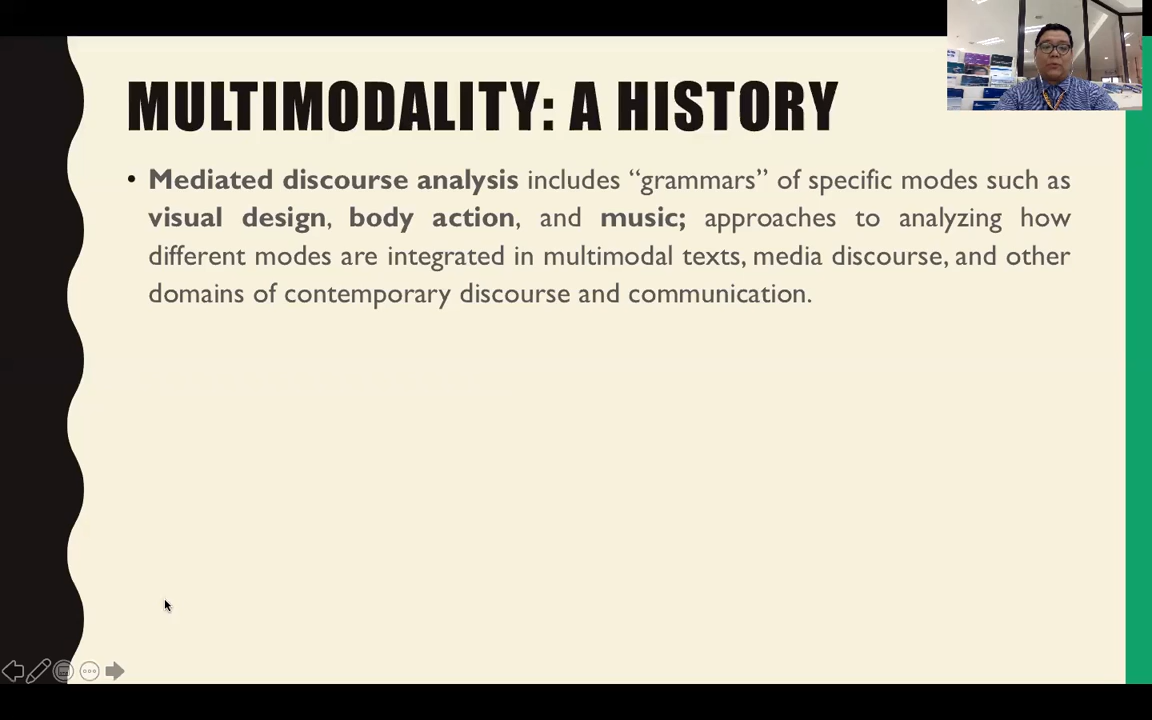 MULTIMODALITY: A HISTORY
• Mediated discourse analysis includes “grammars” of specific modes such as
visual design, body action, and music; approaches to analyzing how
different modes are integrated in multimodal texts, media discourse, and other
domains of contemporary discourse and communication.